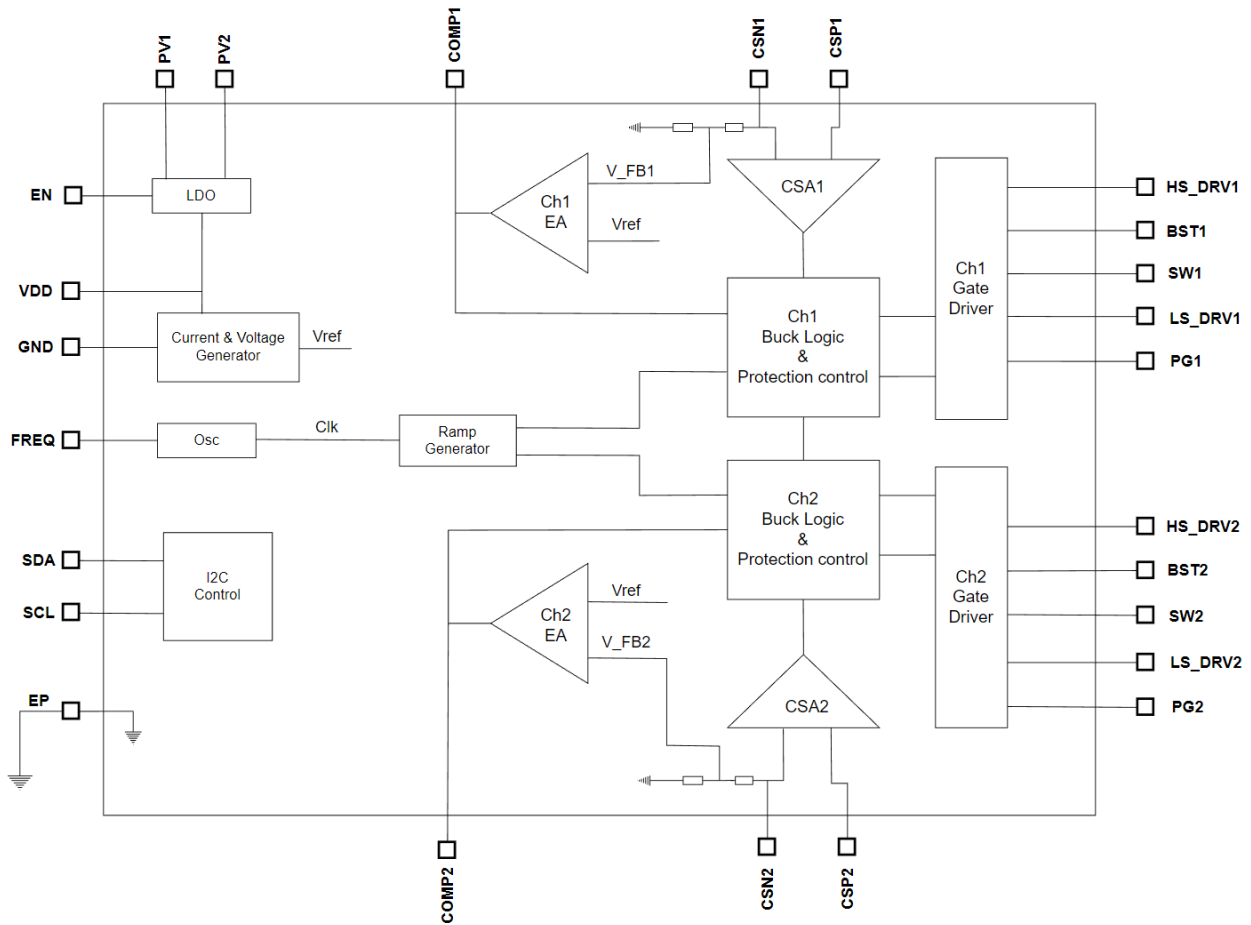 PV1
PV2
COMP1
CSN1
CSP1
EN
LDO
V_FB1
Ch1
EA
Vref
CSA1
HS_DRV1
BST1
SW1
LS_DRV1
PG1
Ch1
Gate
Driver
VDD
GND
Current & Voltage
Generator
Vref
Ch1
Buck Logic
&
Protection control
FREQ
Osc
Clk
Ramp
Generator
Ch2
Buck Logic
&
Protection control
SDA
SCL
I2C
Control
Ch2
EA
Vref
V_FB2
Ch2
Gate
Driver
HS_DRV2
BST2
SW2
LS_DRV2
PG2
EP
CSA2
COMP2
CSN2
CSP2